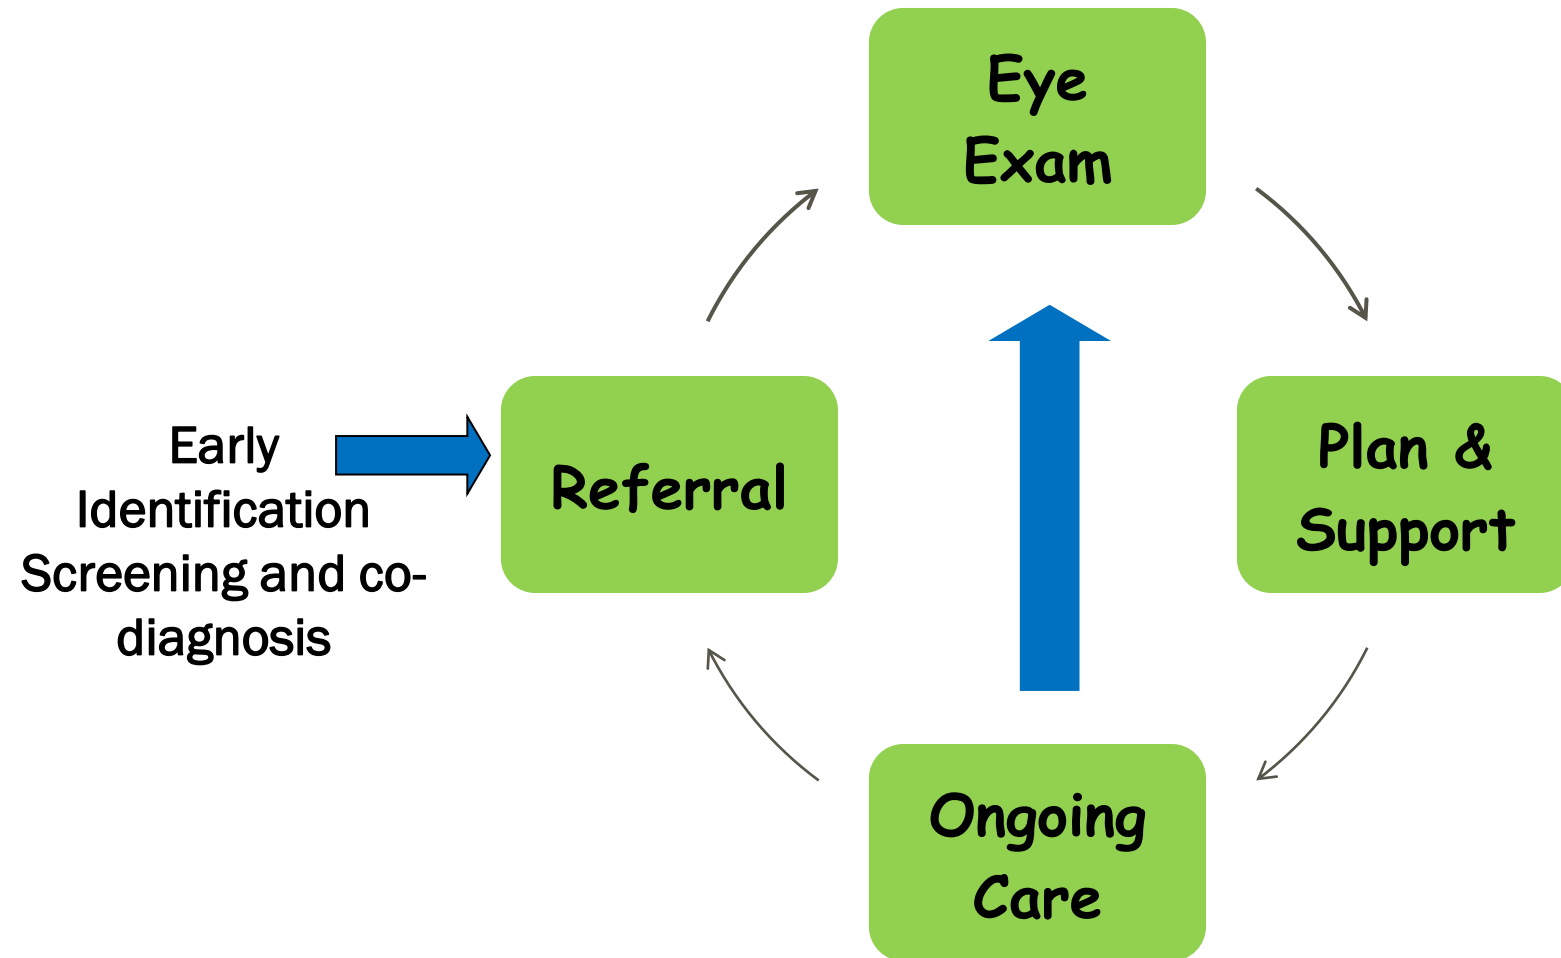 Eye
Exam
Early
Identification
Screening and co-
diagnosis
Referral
Plan &
Support
Ongoing
Care